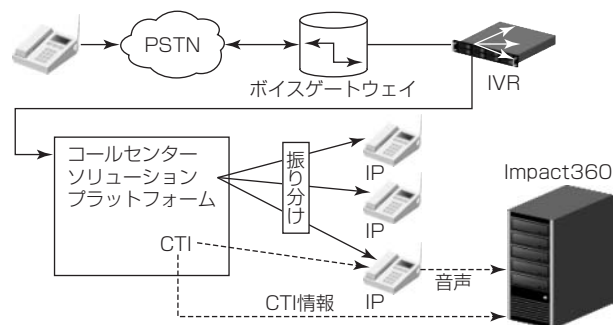 PSTN
ボイスゲートウェイ
IVR
コールセンター
ソリューション
プラットフォーム
CTI
振り分け
IP
IP
IP
Impact360
音声
CTI情報